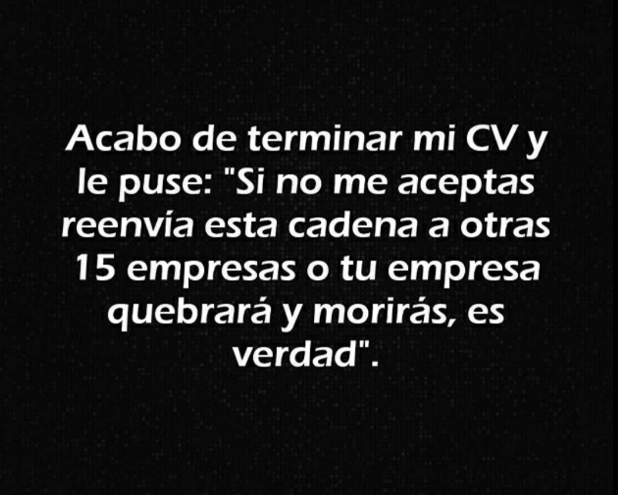 Acabo de terminar mi CV y
le puse: "Si no me aceptas
reenvía esta cadena a otras
15 empresas o tu empresa
quebrará y morirás, es
verdad".